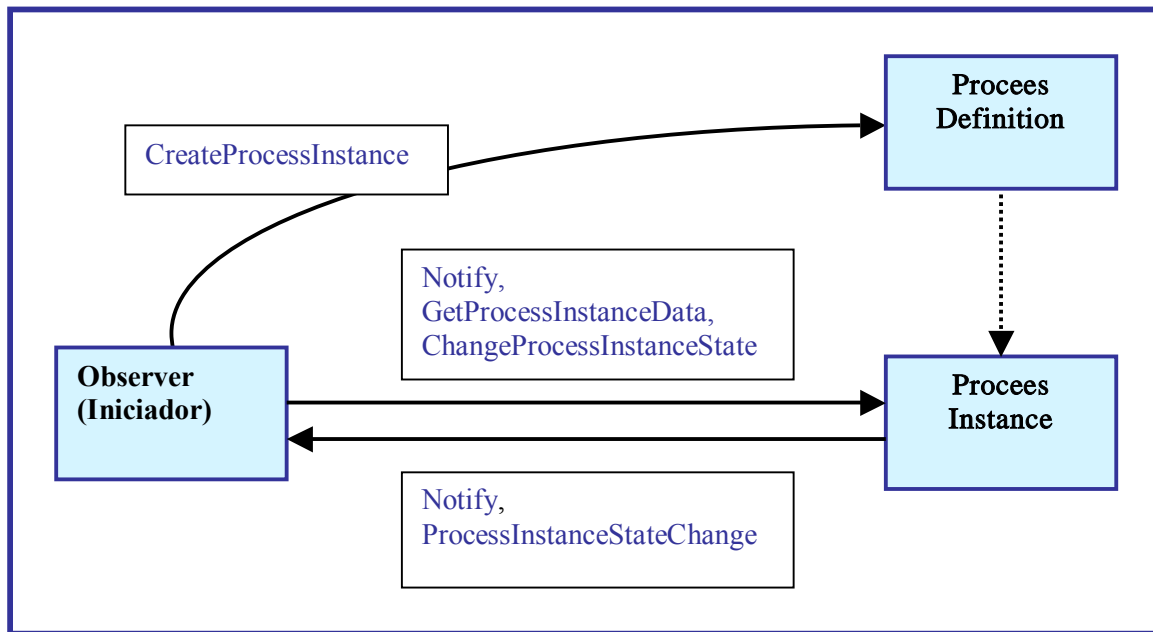 Procees
Definition
CreateProcessInstance
Notify,
GetProcessInstanceData,
ChangeProcessInstanceState
Observer
(Iniciador)
Procees
Instance
Notify,
ProcessInstanceStateChange